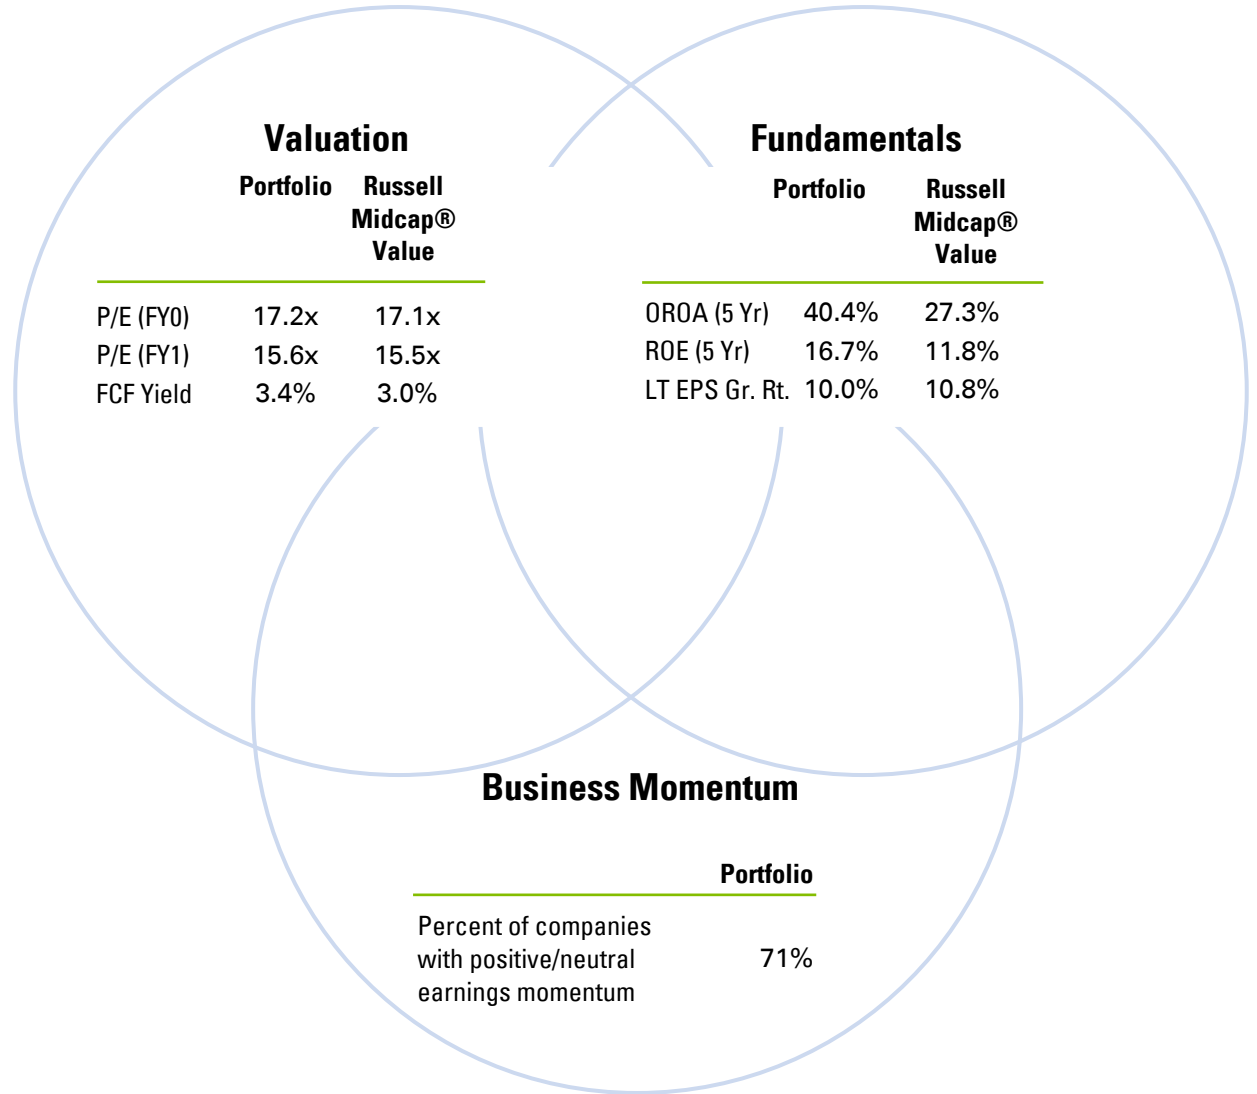 Valuation
Portfolio Russell
Midcap®
Value
P/E (FY0) 17.2x 17.1x
P/E (FY1) 15.6x 15.5x
FCF Yield 3.4% 3.0%
Fundamentals
Portfolio Russell
Midcap®
Value
OROA (5 Yr) 40.4% 27.3%
ROE (5 Yr) 16.7% 11.8%
LT EPS Gr. Rt. 10.0% 10.8%
Business Momentum
Portfolio
Percent of companies
with positive/neutral 71%
earnings momentum